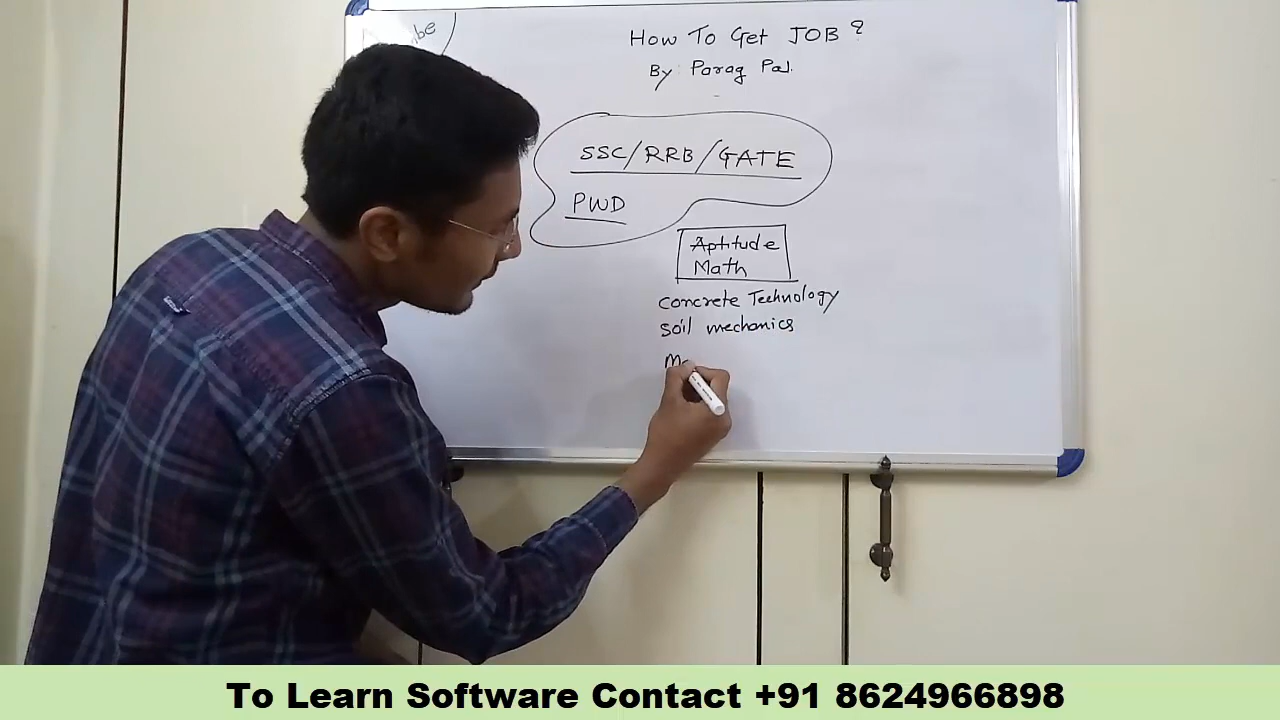 How To Get JOB ?
By: Parag Pal.
SSC/RRB/GATE
PWD
Aptitude
Math
concrete Technology
soil mechanics
To Learn Software Contact +91 8624966898